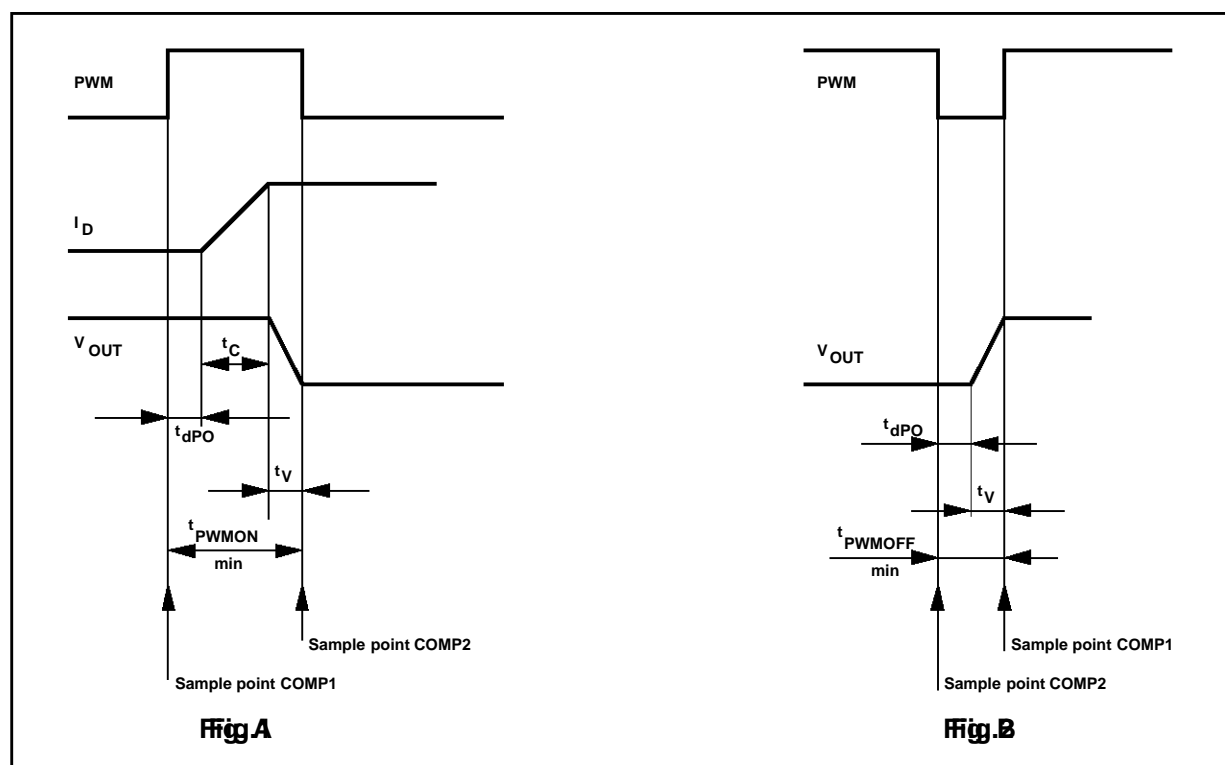 PWM
I D
V OUT
t C
t dPO
t V
t PWMON
min
Sample point COMP2
Sample point COMP1
PWM
V OUT
t dPO
t V
t PWMOFF
min
Sample point COMP1
Sample point COMP2